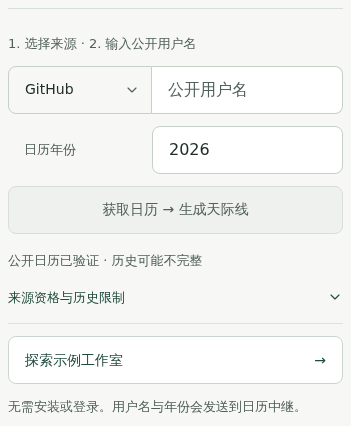 1. 选择来源 · 2. 输入公开用户名
GitHub
公开用户名
日历年份
2026
获取日历 → 生成天际线
公开日历已验证 · 历史可能不完整
来源资格与历史限制
探索示例工作室 →
无需安装或登录。用户名与年份会发送到日历中继。